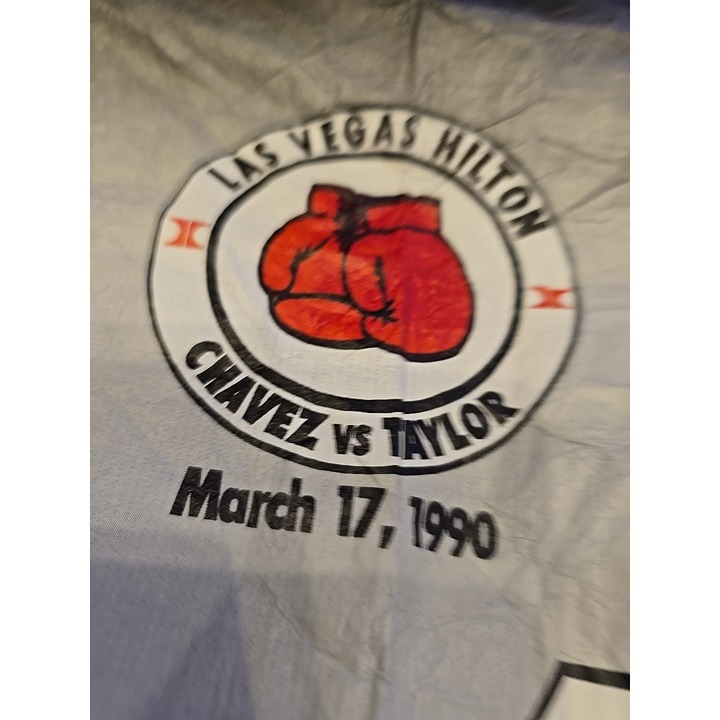 LAS VEGAS HILTON
CHAVEZ VS TAYLOR
March 17, 1990